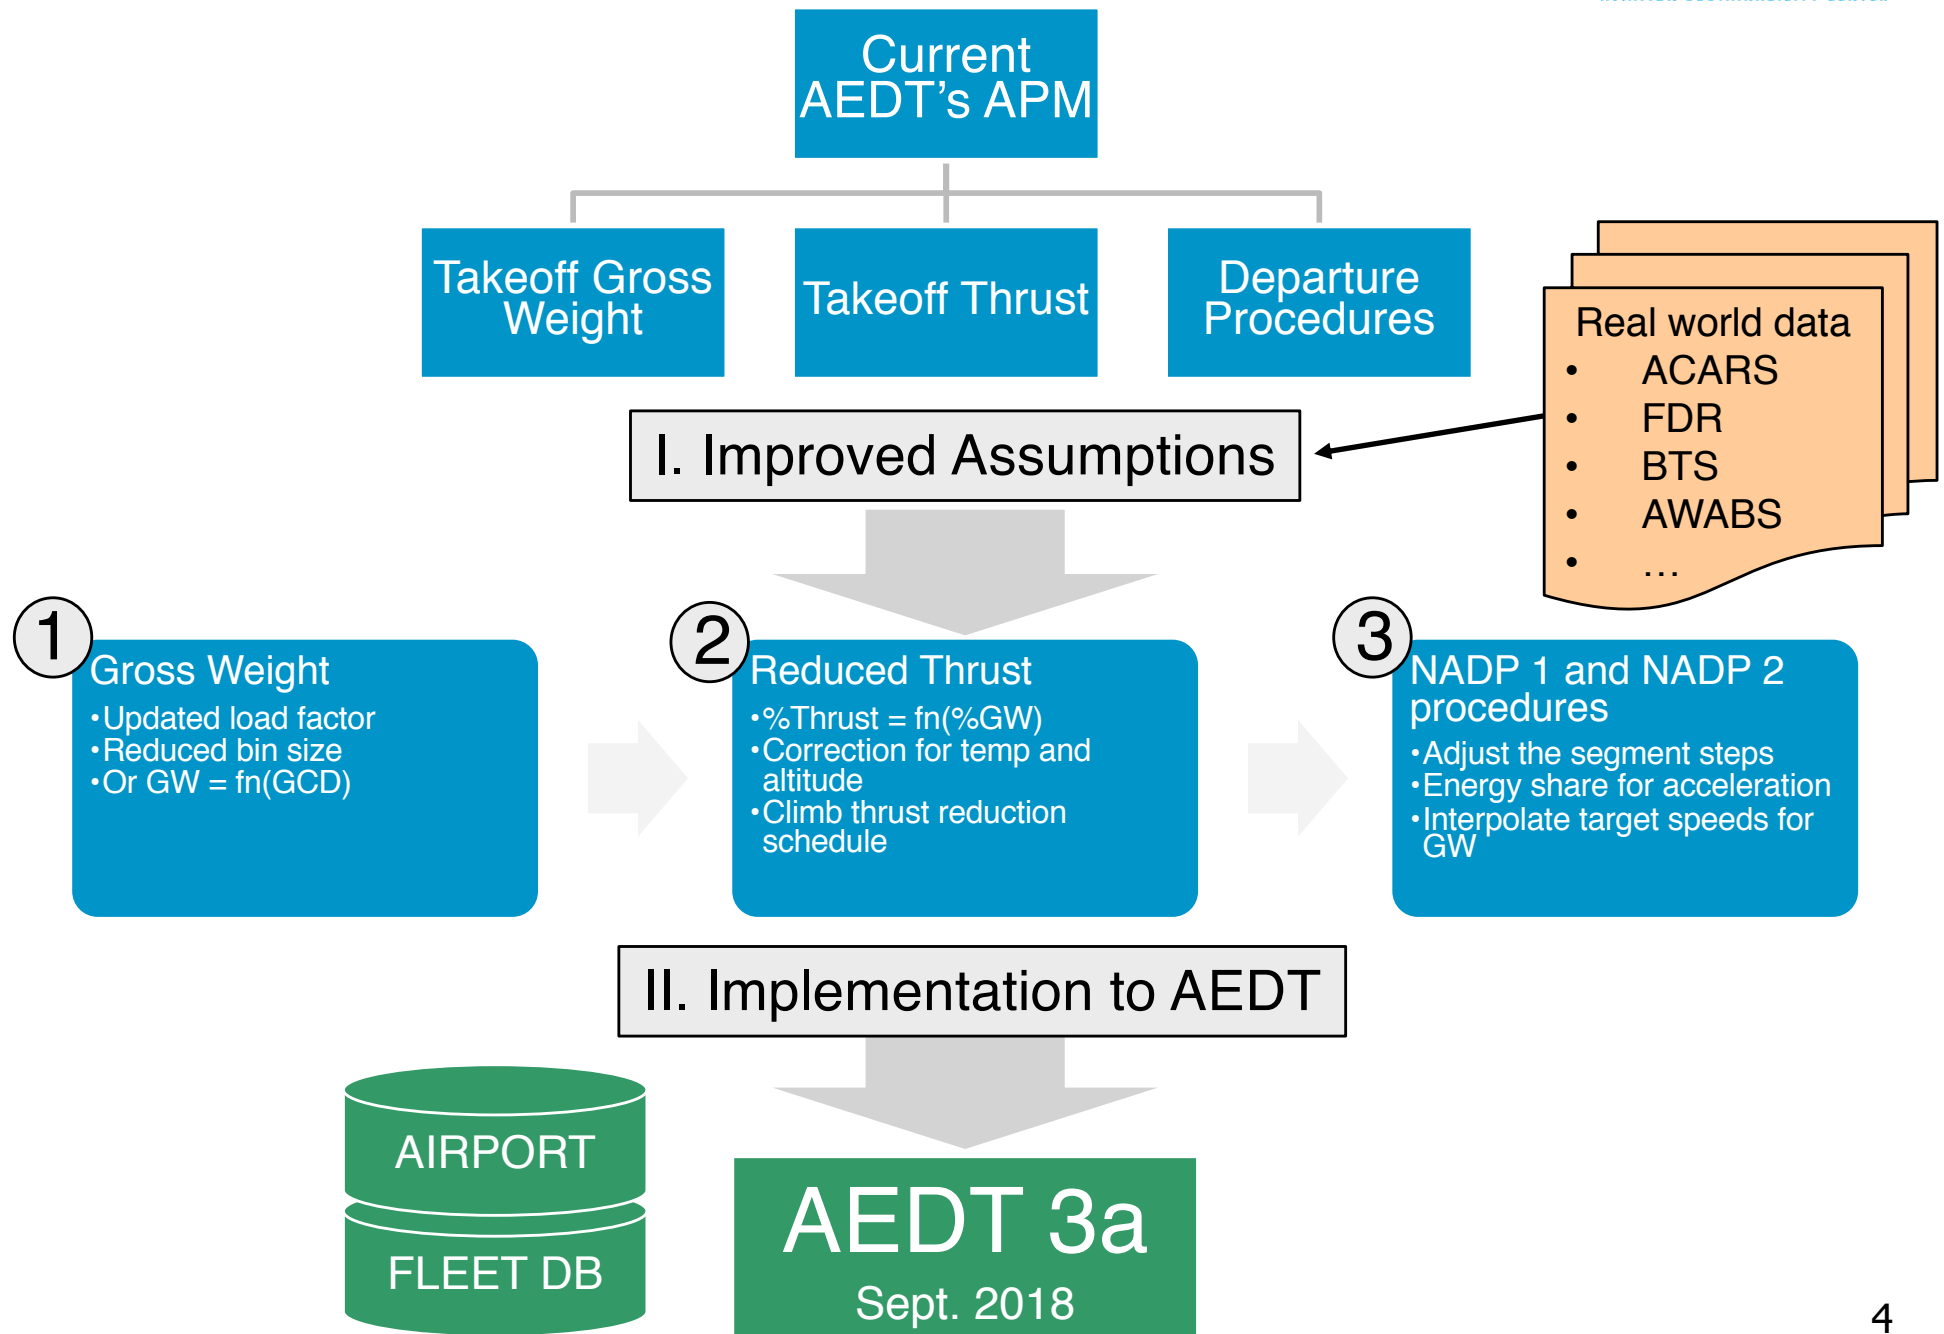 Current
AEDT’s APM
Takeoff Gross
Weight
Takeoff Thrust
Departure
Procedures
Real world data
• ACARS
• FDR
• BTS
• AWABS
• …
I. Improved Assumptions
1
Gross Weight
•Updated load factor
•Reduced bin size
•Or GW = fn(GCD)
2
Reduced Thrust
•%Thrust = fn(%GW)
•Correction for temp and
altitude
•Climb thrust reduction
schedule
3
NADP 1 and NADP 2
procedures
•Adjust the segment steps
•Energy share for acceleration
•Interpolate target speeds for
GW
II. Implementation to AEDT
AIRPORT
FLEET DB
AEDT 3a
Sept. 2018
4